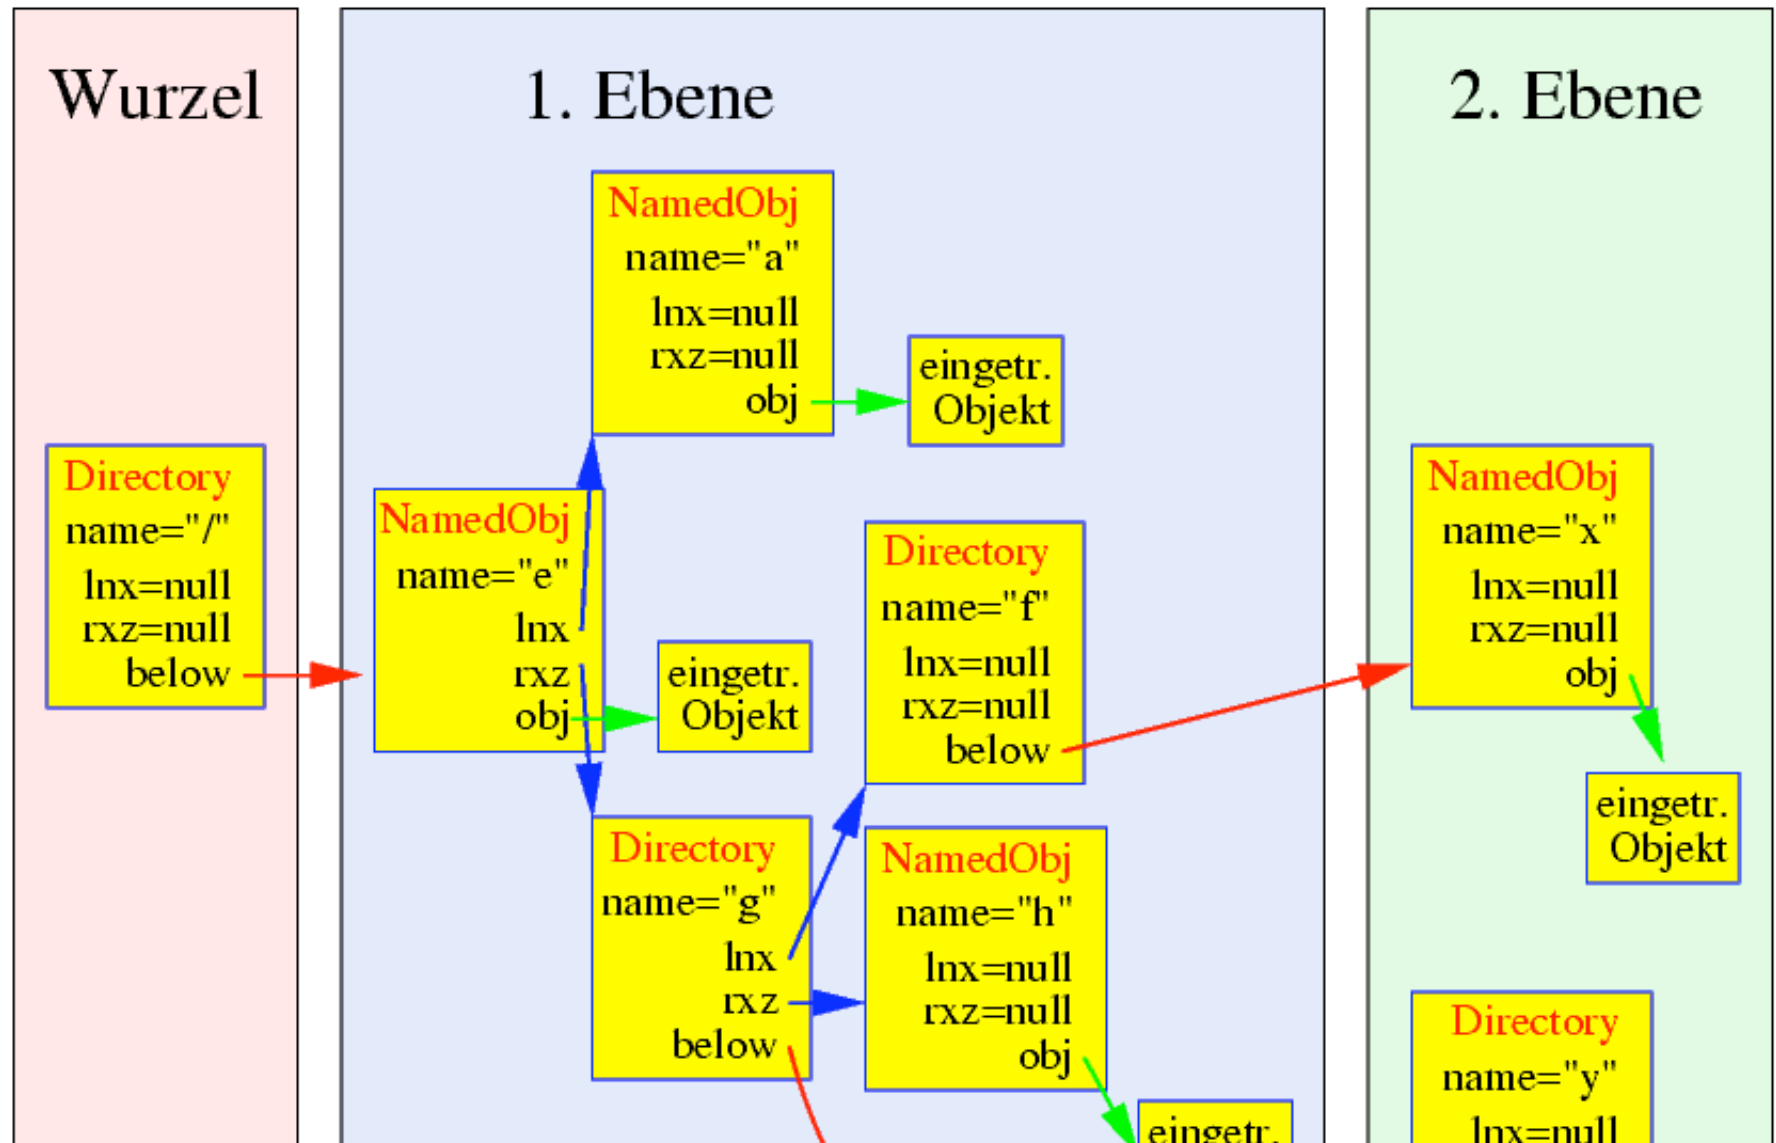 Wurzel
1. Ebene
2. Ebene
Directory
name="/"
lnx=null
rxz=null
below
NamedObj
name="a"
lnx=null
rxz=null
obj
eingetr.
Objekt
NamedObj
name="e"
lnx
rxz
obj
eingetr.
Objekt
Directory
name="f"
lnx=null
rxz=null
below
Directory
name="g"
lnx
rxz
below
NamedObj
name="h"
lnx=null
rxz=null
obj
eingetr.
NamedObj
name="x"
lnx=null
rxz=null
obj
eingetr.
Objekt
Directory
name="y"
lnx=null